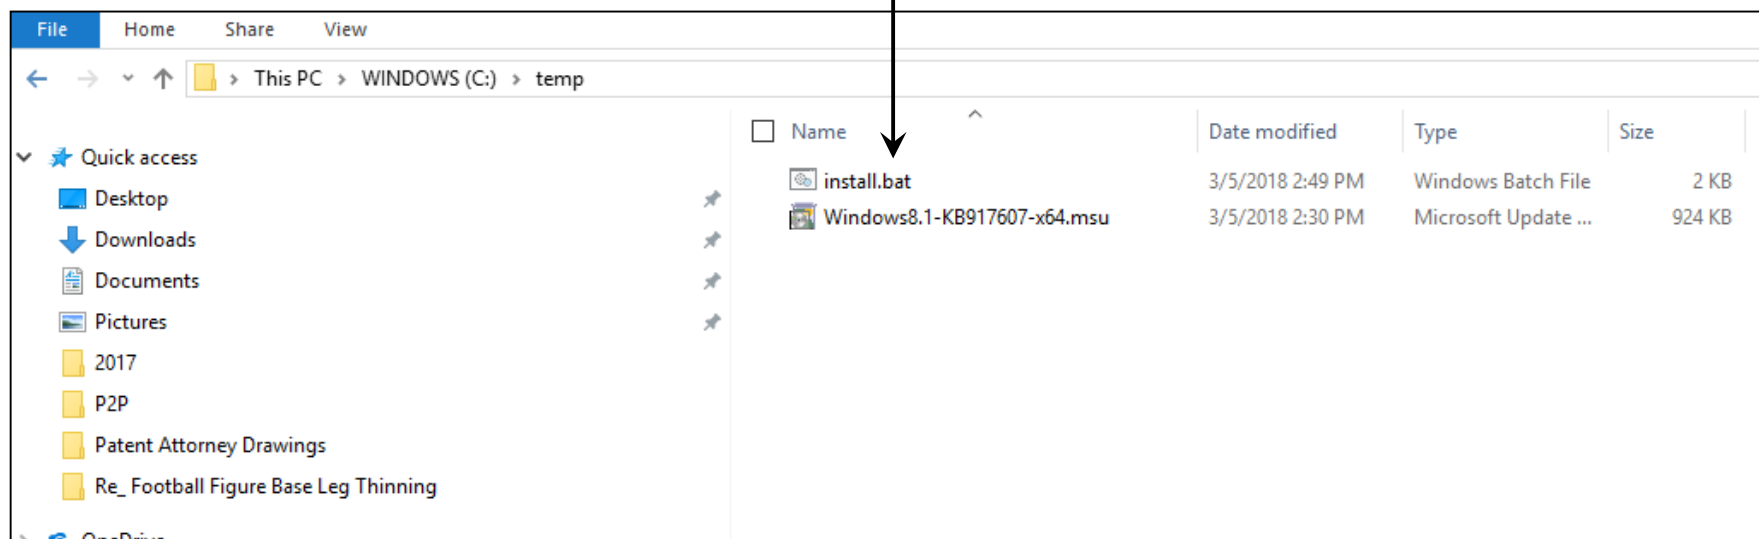 File Home Share View
This PC > WINDOWS (C:) > temp
Name Date modified Type Size
Quick access
Desktop
Downloads
Documents
Pictures
2017
P2P
Patent Attorney Drawings
Re_ Football Figure Base Leg Thinning
OneDrive
install.bat 3/5/2018 2:49 PM Windows Batch File 2 KB
Windows8.1-KB917607-x64.msu 3/5/2018 2:30 PM Microsoft Update ... 924 KB